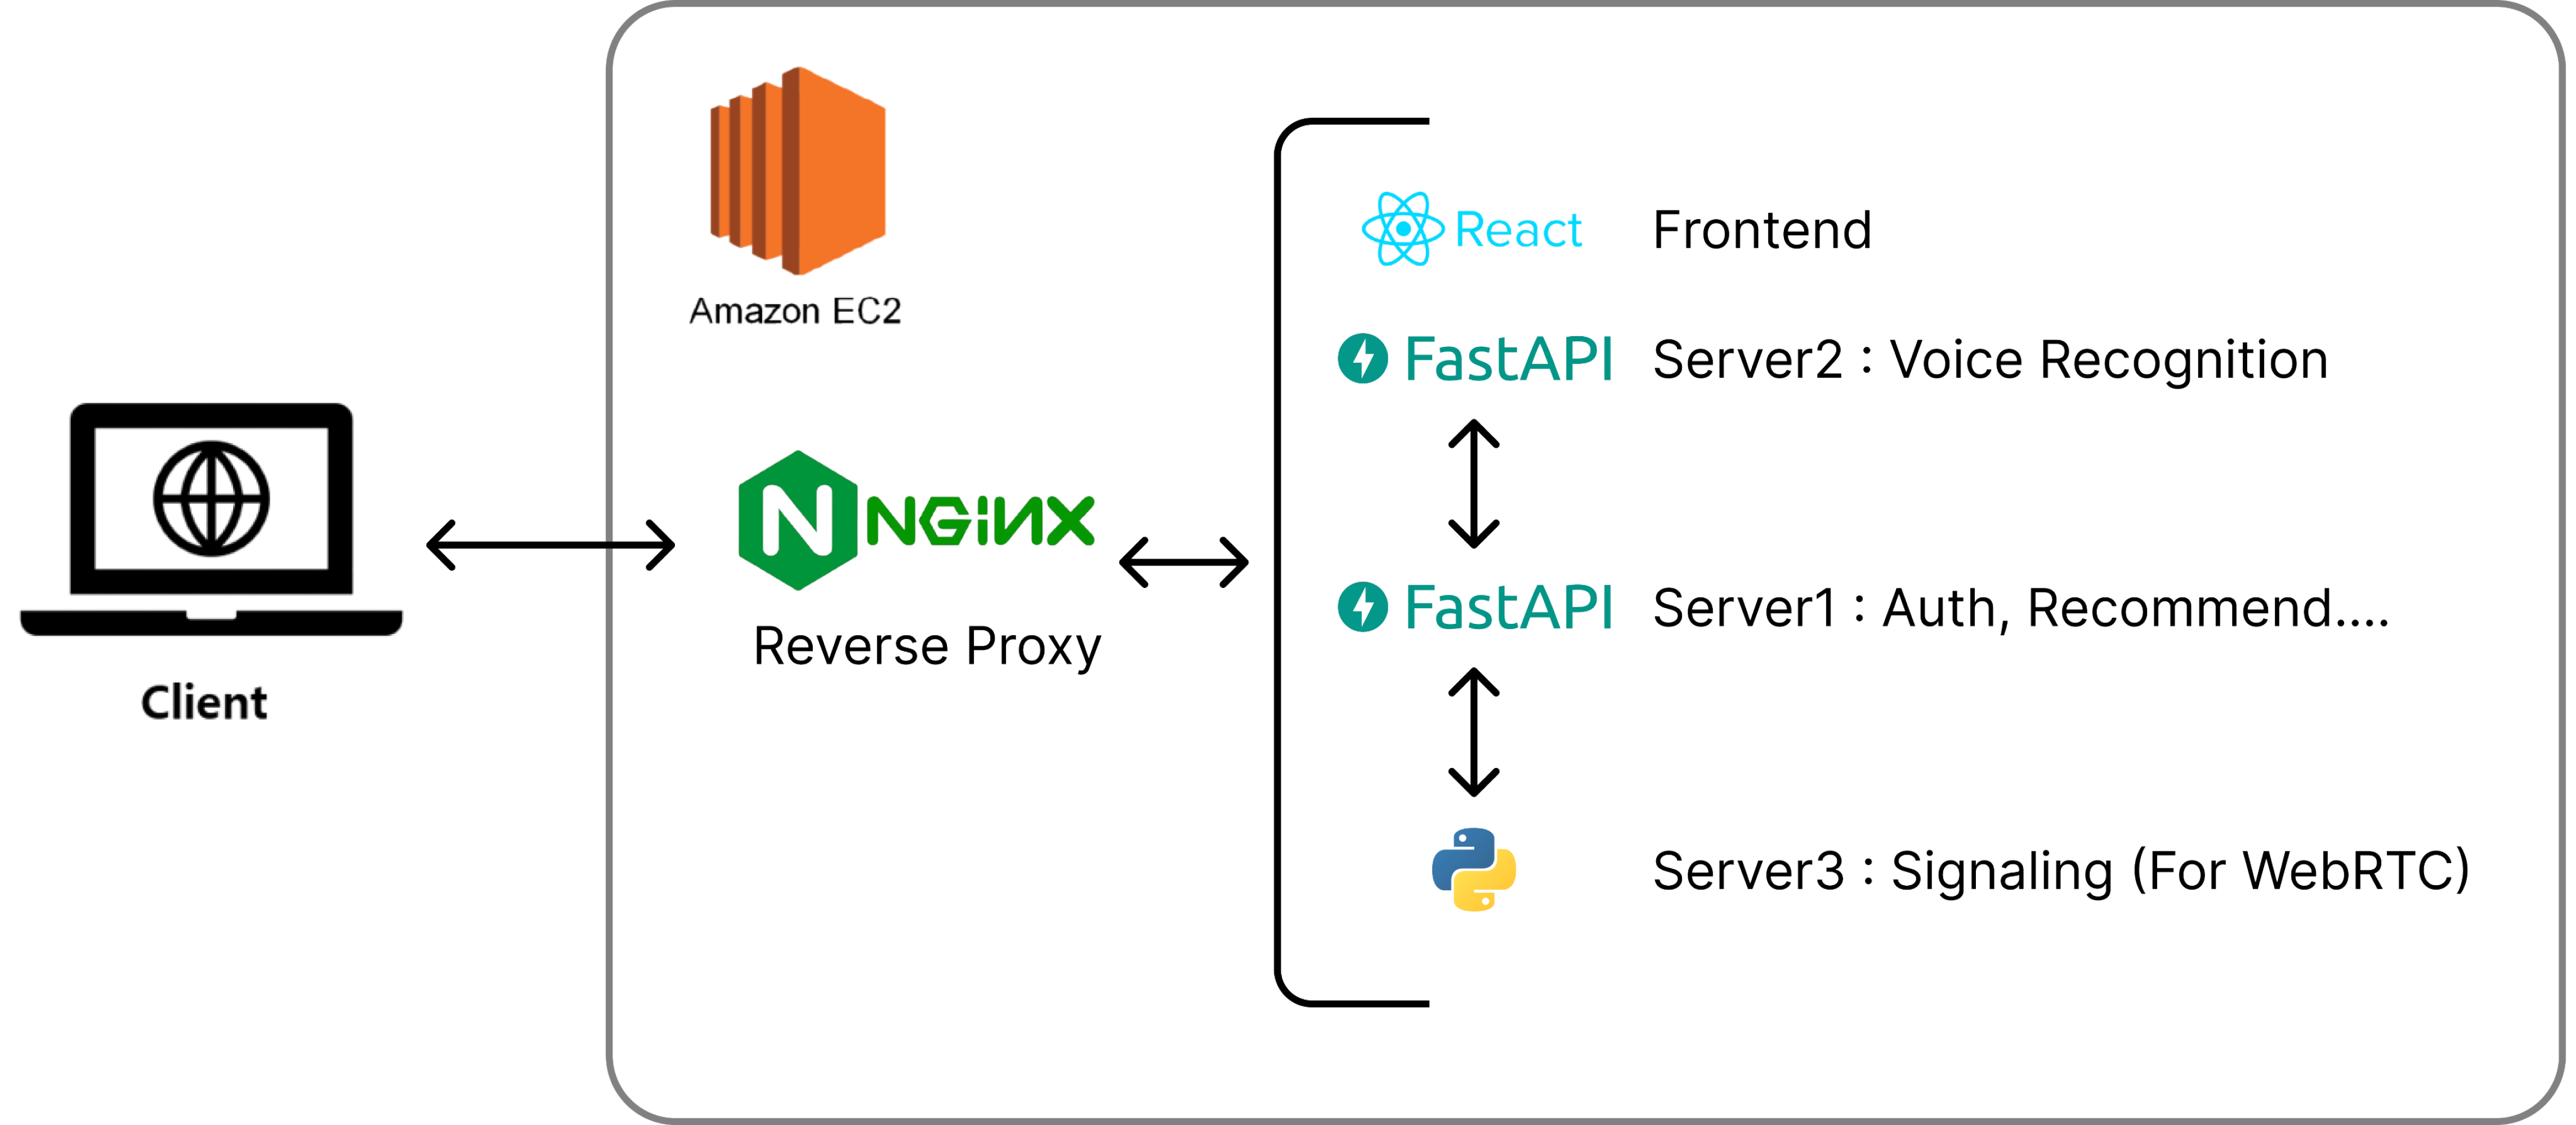 Amazon EC2
Client
N NGINX
Reverse Proxy
React Frontend
FastAPI Server2 : Voice Recognition
FastAPI Server1 : Auth, Recommend....
Server3 : Signaling (For WebRTC)